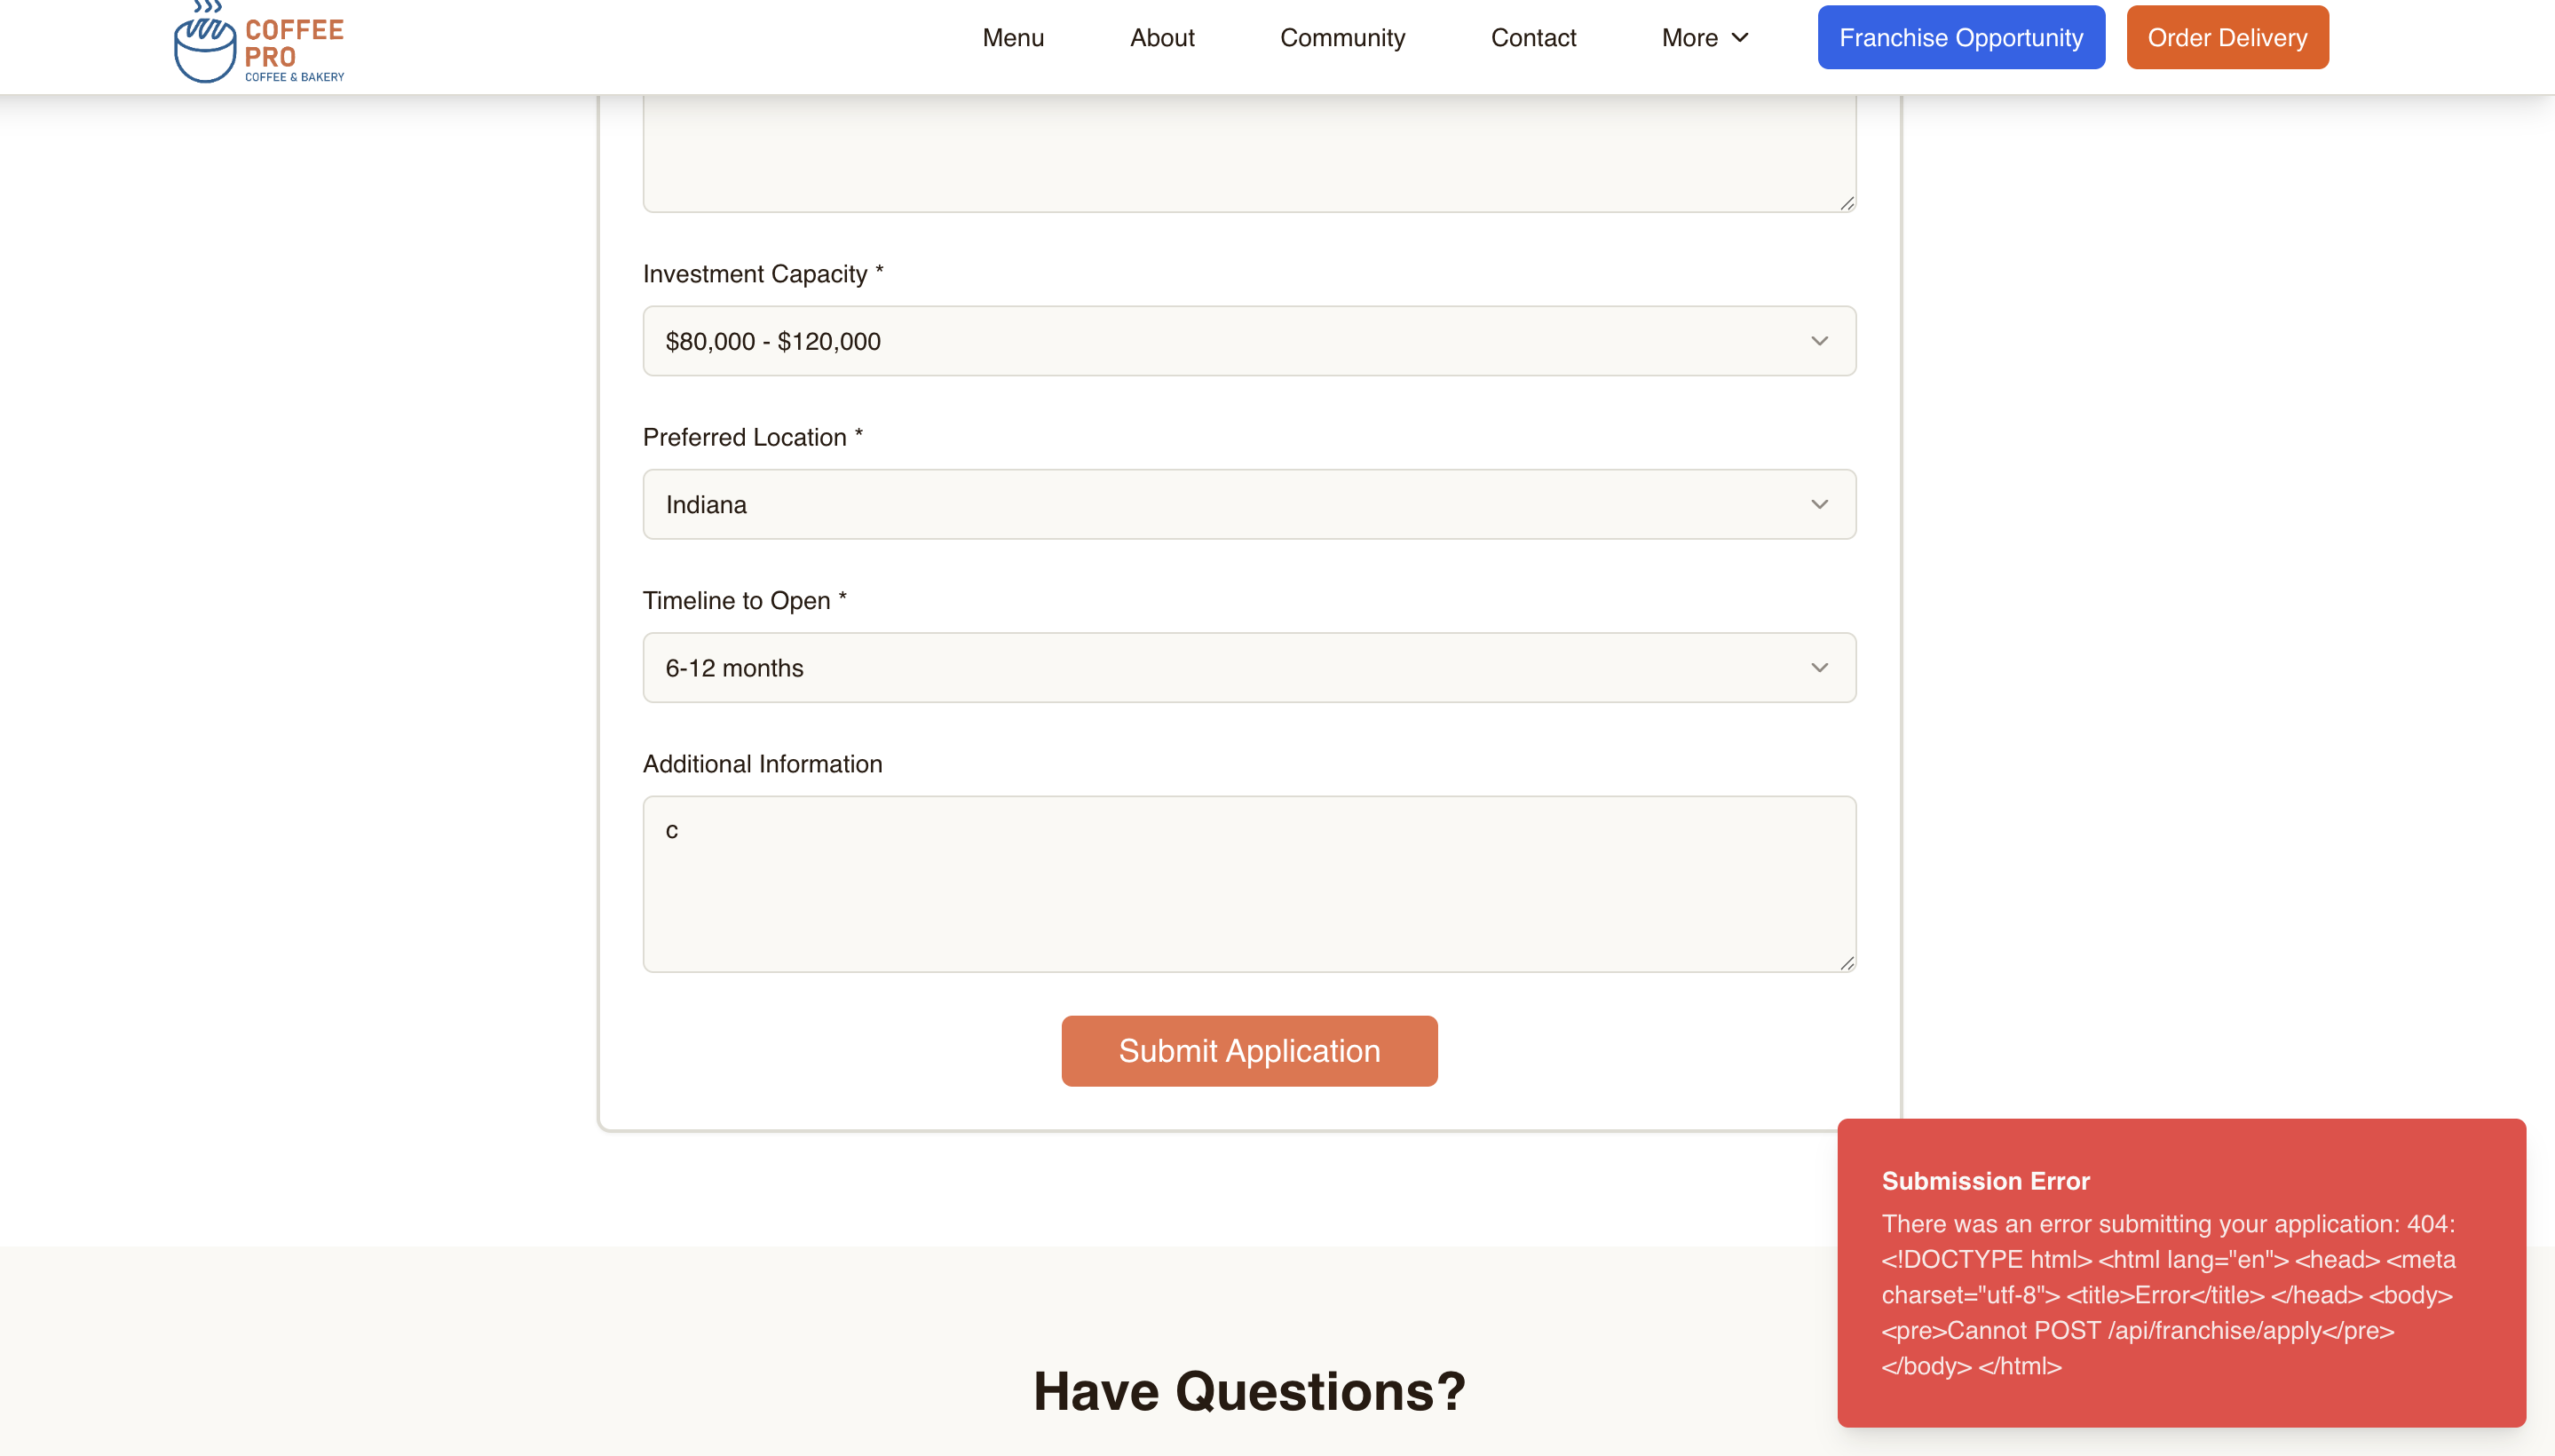 COFFEE
PRO
COFFEE & BAKERY
Menu
About
Community
Contact
More
Franchise Opportunity
Order Delivery
Investment Capacity *
$80,000 - $120,000
Preferred Location *
Indiana
Timeline to Open *
6-12 months
Additional Information
c
Submit Application
Submission Error
There was an error submitting your application: 404:
<!DOCTYPE html> <html lang="en"> <head> <meta
charset="utf-8"> <title>Error</title> </head> <body>
<pre>Cannot POST /api/franchise/apply</pre>
</body> </html>
Have Questions?